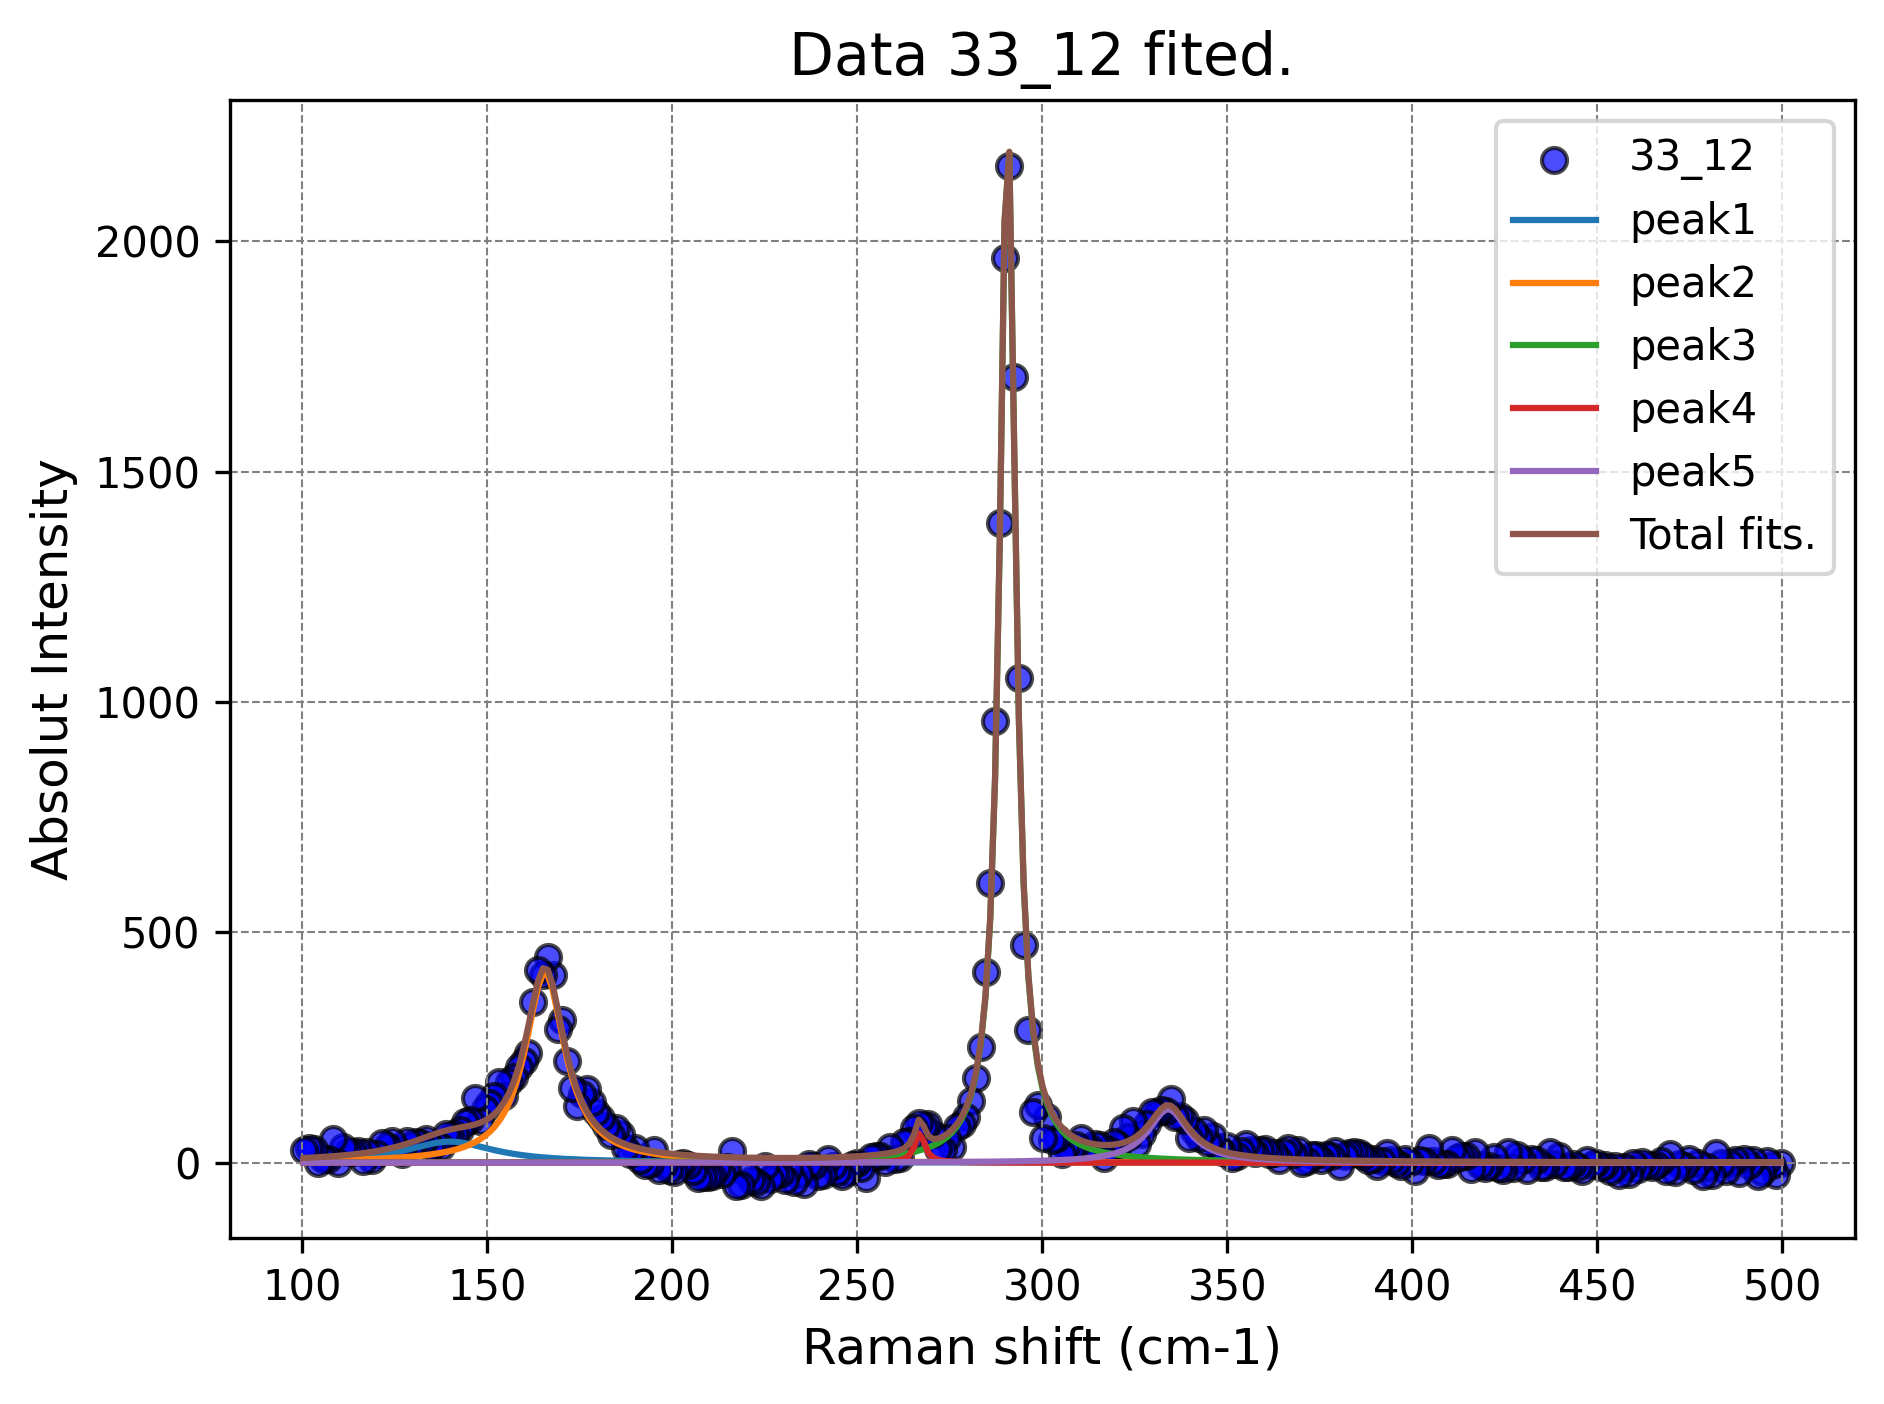 Data 33_12 fited.
33_12
peak1
peak2
peak3
peak4
peak5
Total fits.
Absolut Intensity
2000
1500
1000
500
0
100 150 200 250 300 350 400 450 500
Raman shift (cm-1)